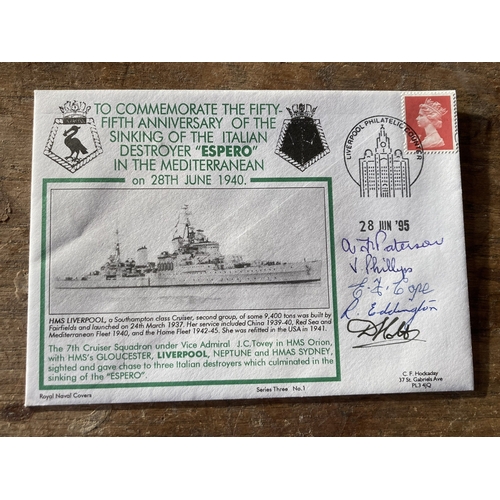 TO COMMEMORATE THE FIFTY-
FIFTH ANNIVERSARY OF THE
SINKING OF THE ITALIAN
DESTROYER "ESPERO"
IN THE MEDITERRANEAN
on 28TH JUNE 1940.
LIVERPOOL PHILATELIC COUNTER
28 JUN '95
Paterson
J Phillips
E. F. Cope
R. Eddington
HMS LIVERPOOL, a Southampton class Cruiser, second group, of some 9,400 tons was built by
Fairfields and launched on 24th March 1937. Her service included China 1939-40, Red Sea and
Mediterranean Fleet 1940, and the Home Fleet 1942-45. She was refitted in the USA in 1941.
The 7th Cruiser Squadron under Vice Admiral J.C.Tovey in HMS Orion,
with HMS's GLOUCESTER, LIVERPOOL, NEPTUNE and HMAS SYDNEY,
sighted and gave chase to three Italian destroyers which culminated in the
sinking of the "ESPERO".
Royal Naval Covers
Series Three No.1
C. F. Hockaday
37 St. Gabriels Ave
PL3 4JQ